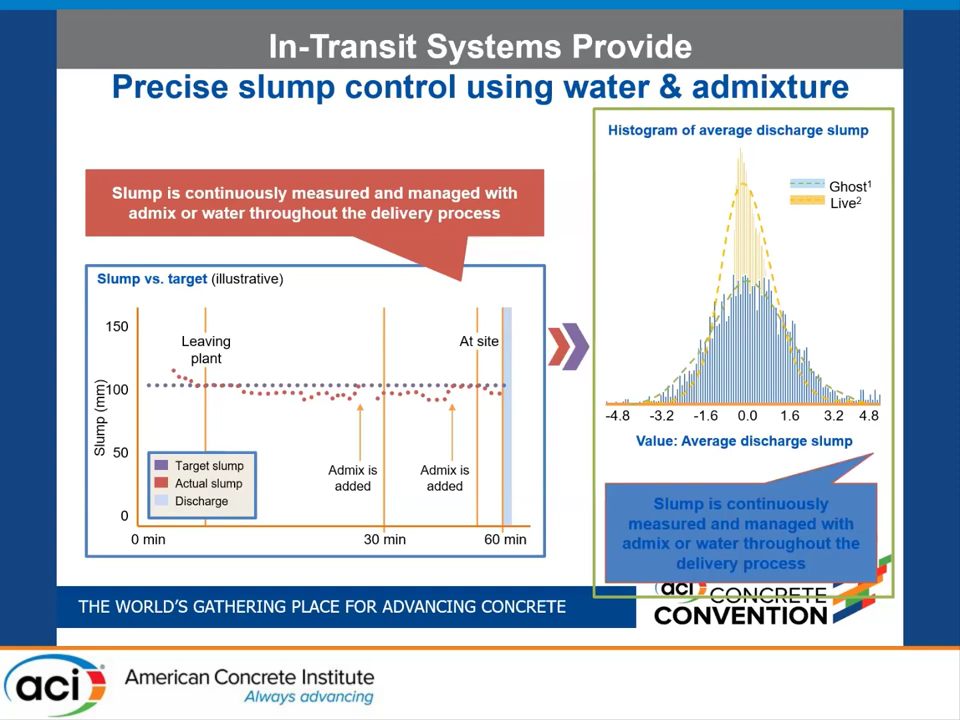 In-Transit Systems Provide
Precise slump control using water & admixture
Slump is continuously measured and managed with
admix or water throughout the delivery process
Slump vs. target (illustrative)
Slump (mm)
150
100
50
0
Leaving
plant
At site
Admix is
added
Admix is
added
Target slump
Actual slump
Discharge
0 min
30 min
60 min
Histogram of average discharge slump
Ghost1
Live2
-4.8 -3.2 -1.6 0.0 1.6 3.2 4.8
Value: Average discharge slump
Slump is continuously
measured and managed with
admix or water throughout the
delivery process
THE WORLD'S GATHERING PLACE FOR ADVANCING CONCRETE
aci CONCRETE
CONVENTION
aci
American Concrete Institute
Always advancing